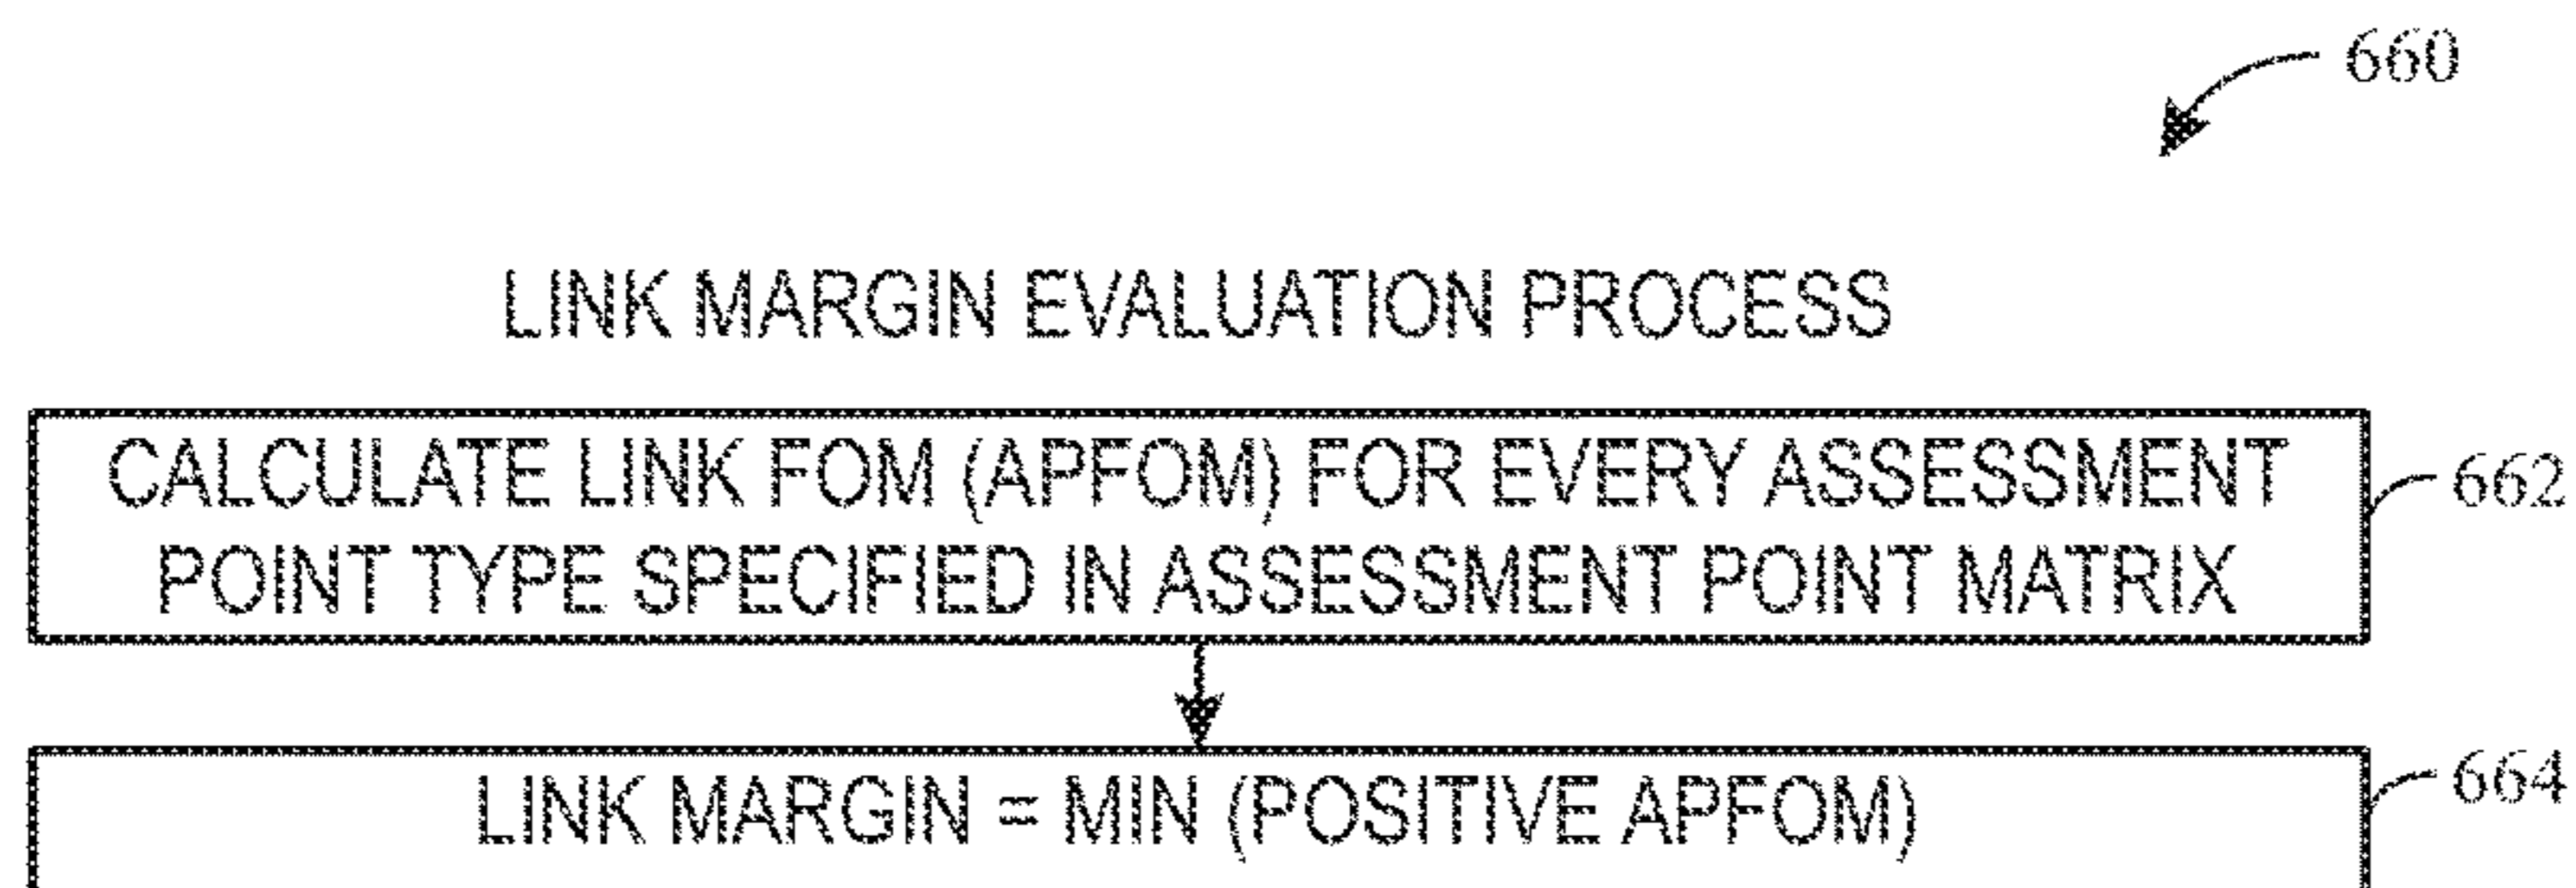 660
LINK MARGIN EVALUATION PROCESS
CALCULATE LINK FOM (APFOM) FOR EVERY ASSESSMENT
POINT TYPE SPECIFIED IN ASSESSMENT POINT MATRIX
662
LINK MARGIN = MIN (POSITIVE APFOM)
664